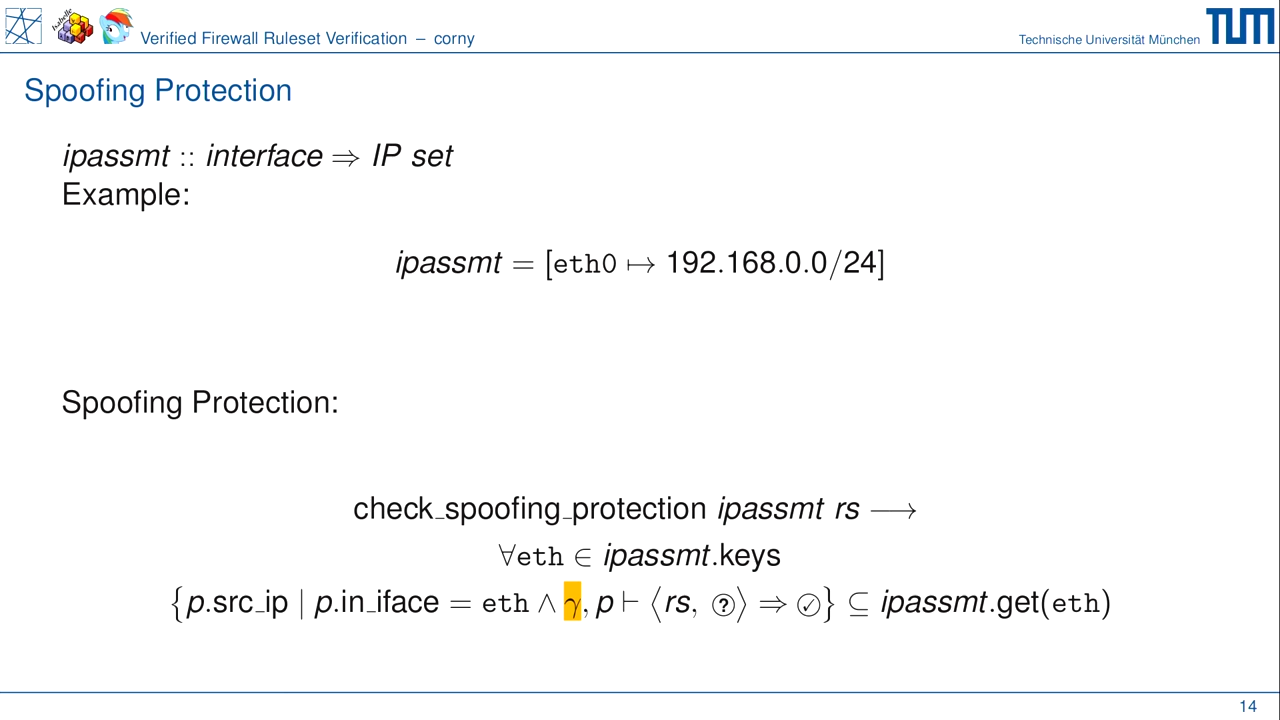 Isabelle
Verified Firewall Ruleset Verification – corny
Technische Universität München
TUM
Spoofing Protection
ipassmt :: interface ⇒ IP set
Example:
ipassmt = [eth0 ↦ 192.168.0.0/24]
Spoofing Protection:
check_spoofing_protection ipassmt rs ⟶
∀eth ∈ ipassmt.keys
{p.src_ip | p.in_iface = eth ∧ γ, p ⊢ ⟨rs, ?⟩ ⇒ ✓} ⊆ ipassmt.get(eth)
14